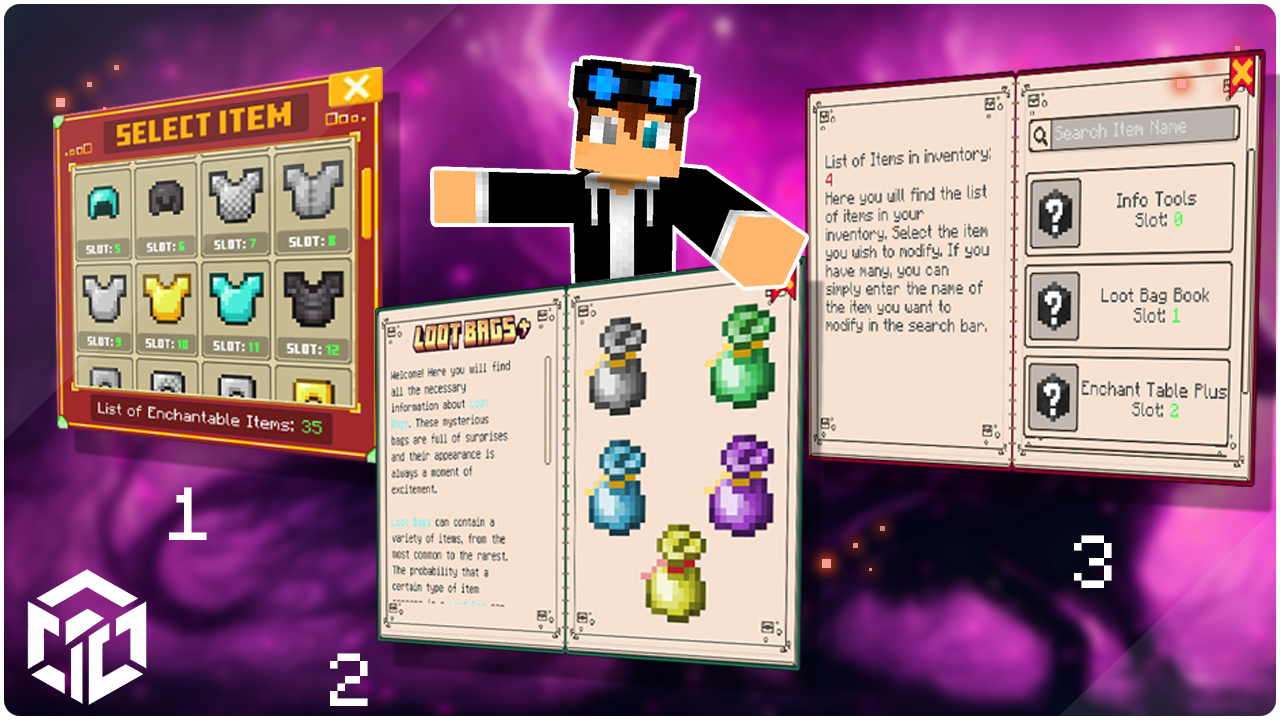 SELECT ITEM
SLOT: 5
SLOT: 6
SLOT: 7
SLOT: 8
SLOT: 9
SLOT: 10
SLOT: 11
SLOT: 12
List of Enchantable Items: 35
1
LOOT BAGS+
Welcome! Here you will find
all the necessary
information about Loot
Bags. These mysterious
bags are full of surprises
and their appearance is
always a moment of
excitement.
Loot Bags can contain a
variety of items, from the
most common to the rarest.
The probability that a
certain type of item
2
List of Items in inventory:
4
Here you will find the list
of items in your
inventory. Select the item
you wish to modify. If you
have many, you can
simply enter the name of
the item you want to
modify in the search bar.
Search Item Name
Info Tools
Slot: 0
Loot Bag Book
Slot: 1
Enchant Table Plus
Slot: 2
3